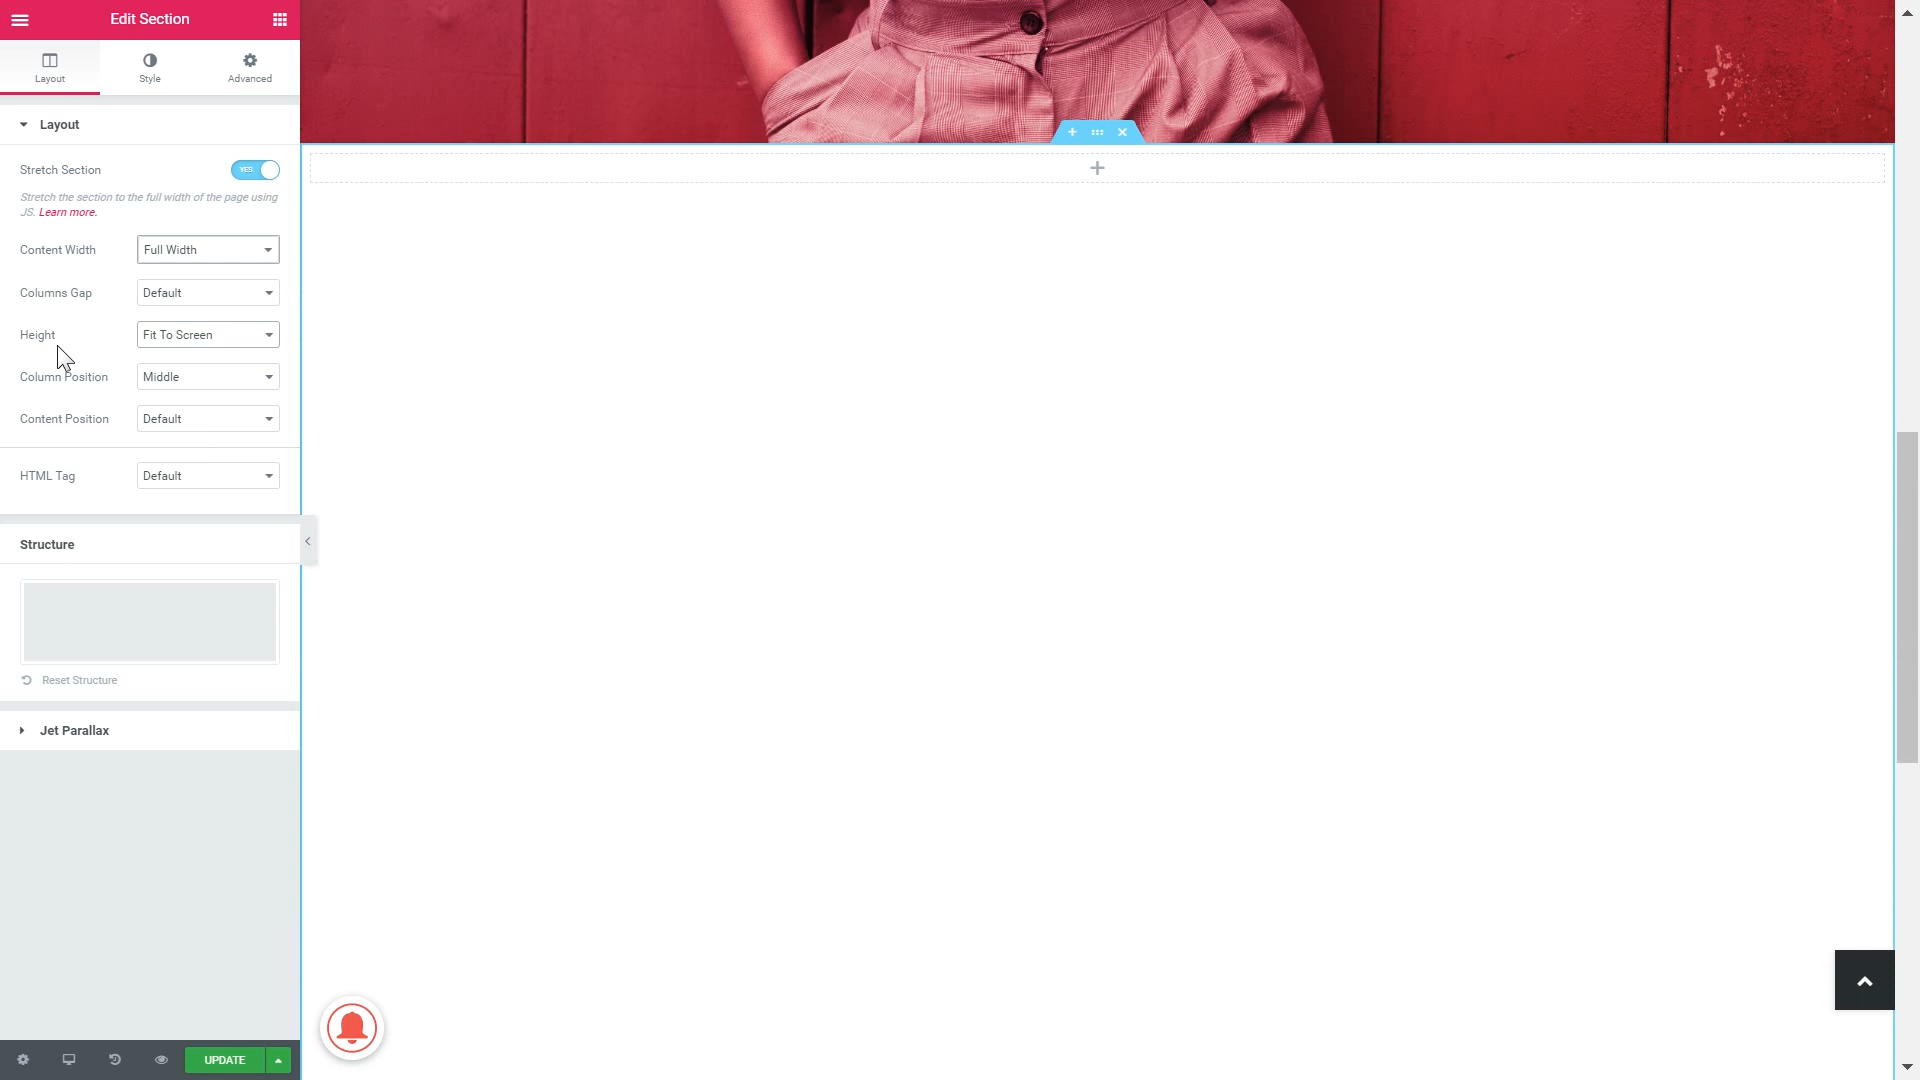 Edit Section
Layout
Style
Advanced
Layout
Stretch Section
YES
Stretch the section to the full width of the page using
JS. Learn more.
Content Width
Full Width
Columns Gap
Default
Height
Fit To Screen
Column Position
Middle
Content Position
Default
HTML Tag
Default
Structure
Reset Structure
Jet Parallax
UPDATE